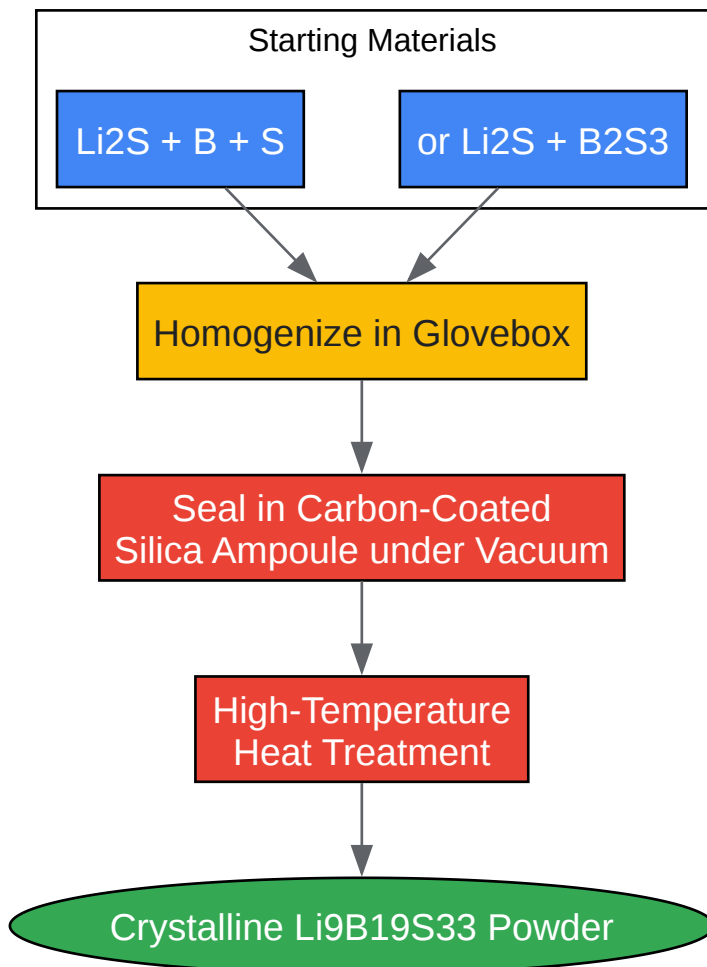 Starting Materials
Li2S + B + S
or Li2S + B2S3
Homogenize in Glovebox
Seal in Carbon-Coated
Silica Ampoule under Vacuum
High-Temperature
Heat Treatment
Crystalline Li9B19S33 Powder